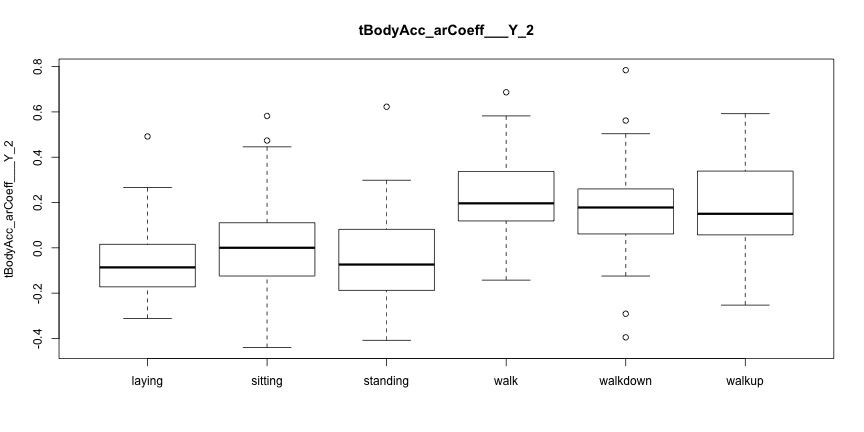 tBodyAcc_arCoeff___Y_2
tBodyAcc_arCoeff___Y_2
0.8
0.6
0.4
0.2
0.0
-0.2
-0.4
laying sitting standing walk walkdown walkup